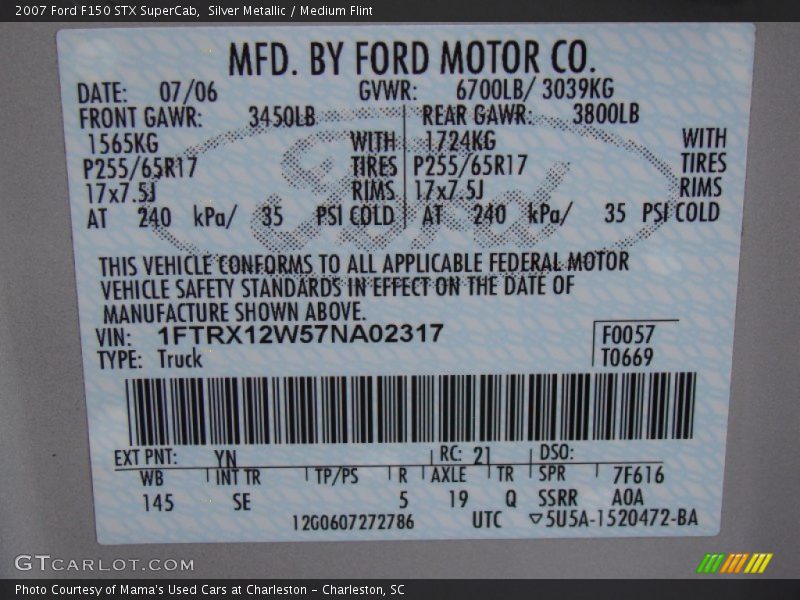 2007 Ford F150 STX SuperCab,  Silver Metallic / Medium Flint
MFD. BY FORD MOTOR CO.
DATE: 07/06 GVWR: 6700LB/ 3039KG
FRONT GAWR: 3450LB REAR GAWR: 3800LB
1565KG WITH 1724KG WITH
P255/65R17 TIRES P255/65R17 TIRES
17x7.5J RIMS 17x7.5J RIMS
AT 240 kPa/ 35 PSI COLD AT 240 kPa/ 35 PSI COLD
Ford
THIS VEHICLE CONFORMS TO ALL APPLICABLE FEDERAL MOTOR
VEHICLE SAFETY STANDARDS IN EFFECT ON THE DATE OF
MANUFACTURE SHOWN ABOVE.
VIN: 1FTRX12W57NA02317 F0057
TYPE: Truck T0669
EXT PNT: YN RC: 21 DSO:
WB INT TR TP/PS R AXLE TR SPR 7F616
145 SE 5 19 Q SSRR A0A
12G0607272786 UTC 5U5A-1520472-BA
GTCARLOT.COM
Photo Courtesy of Mama's Used Cars at Charleston – Charleston, SC